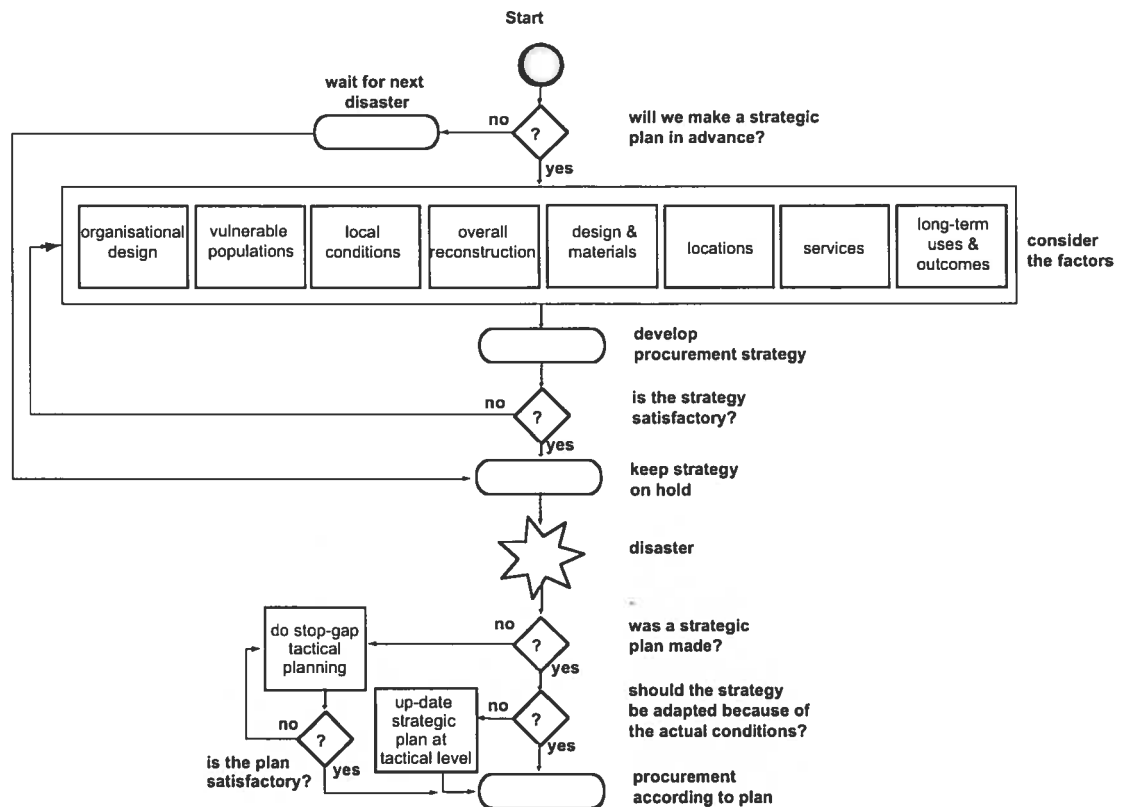 Start
wait for next
disaster
no
?
will we make a strategic
plan in advance?
yes
organisational
design
vulnerable
populations
local
conditions
overall
reconstruction
design &
materials
locations
services
long-term
uses &
outcomes
consider
the factors
develop
procurement strategy
no
?
is the strategy
satisfactory?
yes
keep strategy
on hold
disaster
no
?
was a strategic
plan made?
yes
do stop-gap
tactical
planning
should the strategy
be adapted because of
the actual conditions?
no
?
yes
up-date
strategic
plan at
tactical level
no
?
yes
is the plan
satisfactory?
procurement
according to plan